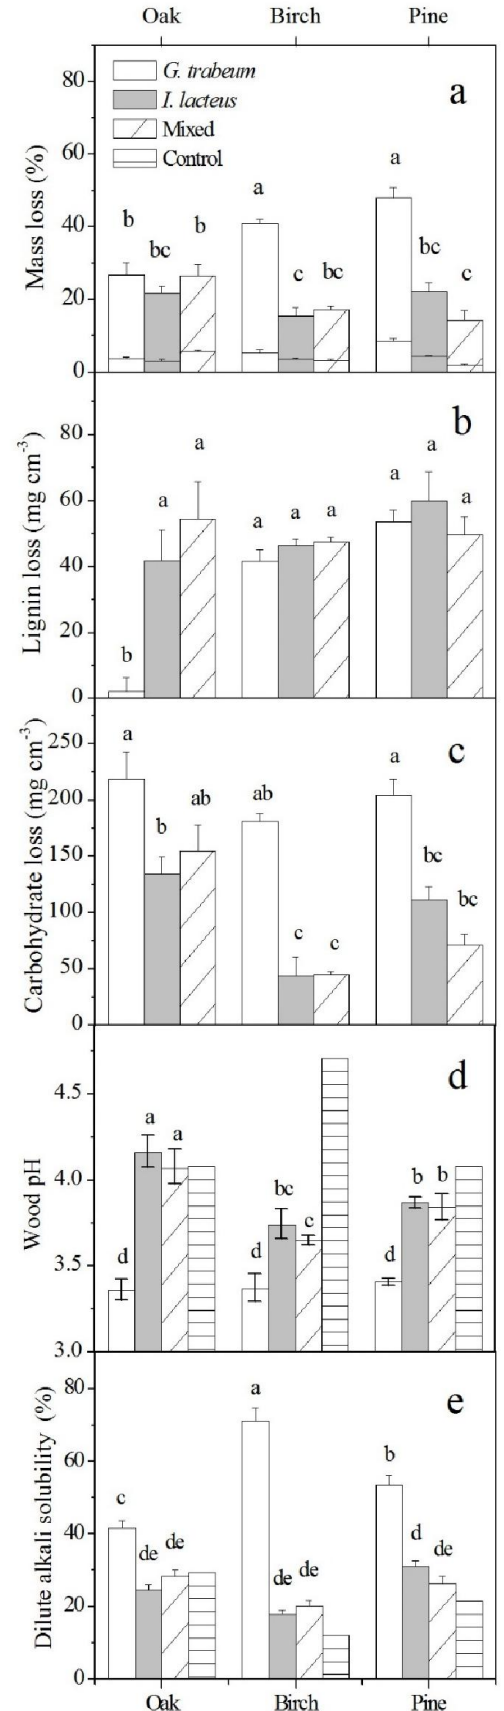 Oak Birch Pine
G. trabeum
I. lacteus
Mixed
Control
a
Mass loss (%)
80
60
40
20
0
b bc b
a c bc
a bc c
b
Lignin loss (mg cm-3)
80
60
40
20
0
b a a
a a a
a a a
c
Carbohydrate loss (mg cm-3)
250
200
150
100
50
0
a b ab
ab c c
a bc bc
d
Wood pH
4.5
4.0
3.5
3.0
d a a
d bc c
d b b
e
Dilute alkali solubility (%)
80
60
40
20
0
c de de
a de de
b d de
Oak Birch Pine